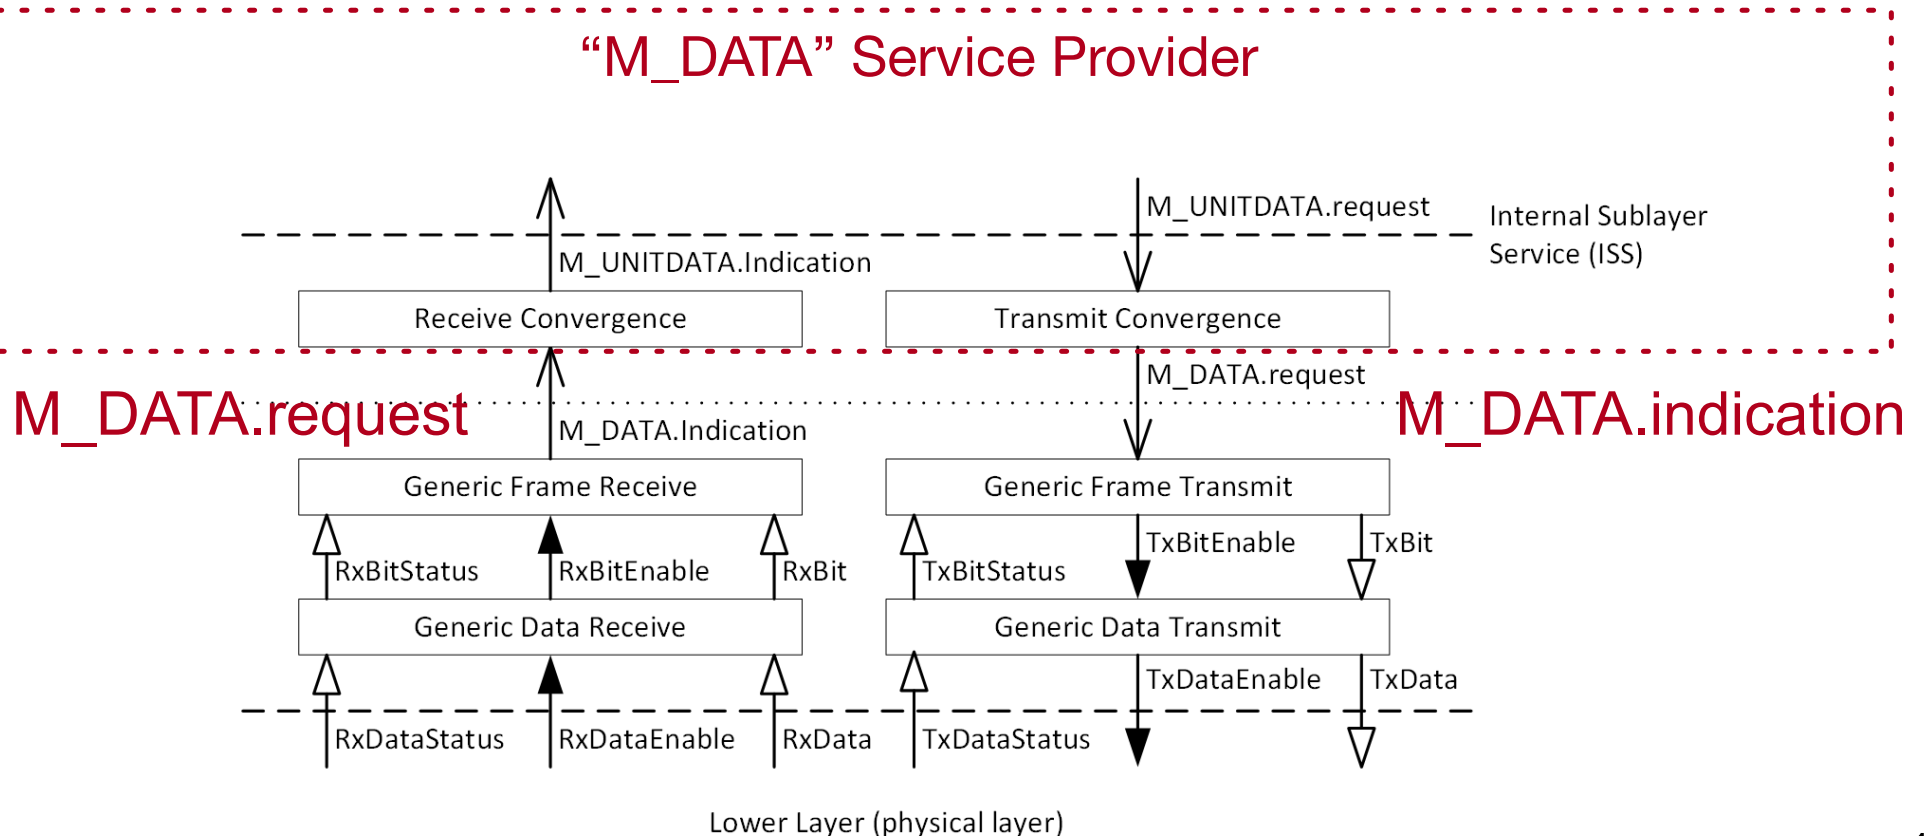 “M_DATA” Service Provider
M_UNITDATA.request
Internal Sublayer
Service (ISS)
M_UNITDATA.Indication
Receive Convergence
Transmit Convergence
M_DATA.request
M_DATA.request
M_DATA.indication
M_DATA.Indication
Generic Frame Receive
Generic Frame Transmit
TxBitEnable
TxBit
RxBitStatus
RxBitEnable
RxBit
TxBitStatus
Generic Data Receive
Generic Data Transmit
TxDataEnable
TxData
RxDataStatus
RxDataEnable
RxData
TxDataStatus
Lower Layer (physical layer)